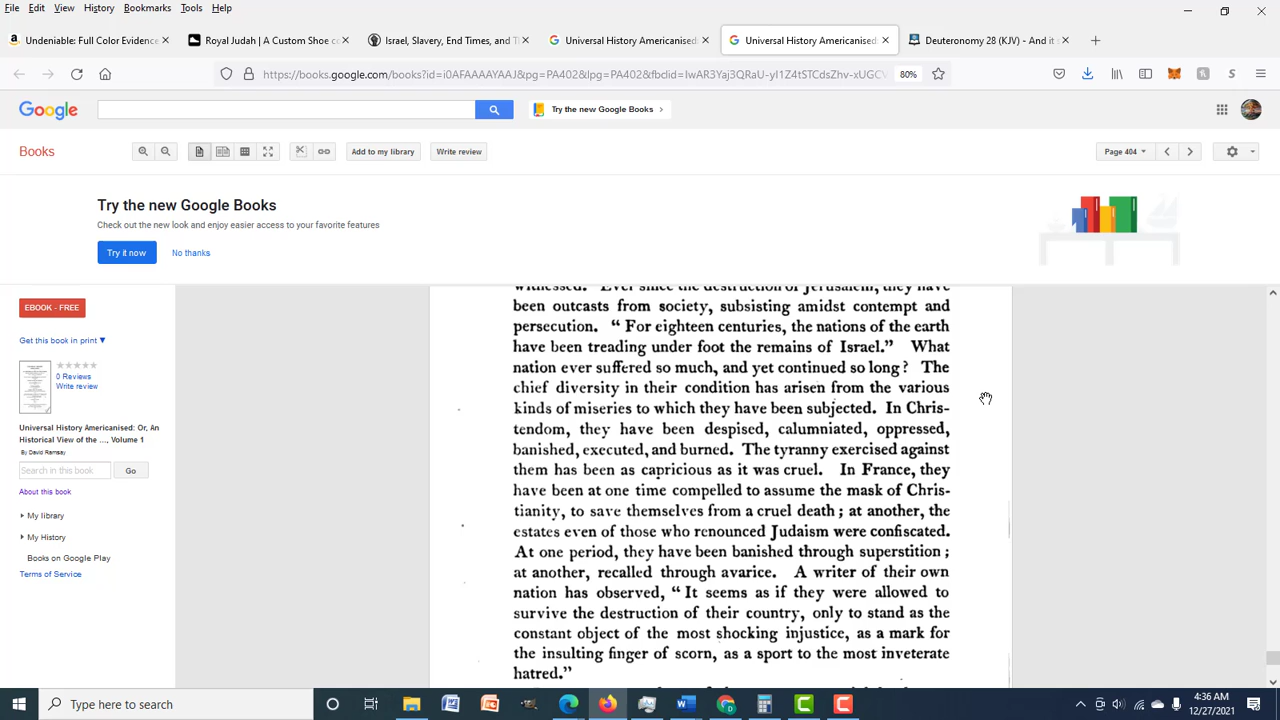 File Edit View History Bookmarks Tools Help
Undeniable: Full Color Evidence
Royal Judah | A Custom Shoe co
Israel, Slavery, End Times, and Th
Universal History Americanised:
Universal History Americanised:
Deuteronomy 28 (KJV) - And it
https://books.google.com/books?id=i0AFAAAAYAAJ&pg=PA402&lpg=PA402&fbclid=
80%
Google
Try the new Google Books
Books
Add to my library
Write review
Page 404
Try the new Google Books
Check out the new look and enjoy easier access to your favorite features
Try it now
No thanks
EBOOK - FREE
Get this book in print ▼
0 Reviews
Write review
Universal History Americanised: Or, An
Historical View of the ..., Volume 1
By David Ramsay
Search in this book
Go
About this book
My library
My History
Books on Google Play
Terms of Service
witnessed. Ever since the destruction of Jerusalem, they have
been outcasts from society, subsisting amidst contempt and
persecution. “ For eighteen centuries, the nations of the earth
have been treading under foot the remains of Israel.” What
nation ever suffered so much, and yet continued so long? The
chief diversity in their condition has arisen from the various
kinds of miseries to which they have been subjected. In Chris-
tendom, they have been despised, calumniated, oppressed,
banished, executed, and burned. The tyranny exercised against
them has been as capricious as it was cruel. In France, they
have been at one time compelled to assume the mask of Chris-
tianity, to save themselves from a cruel death; at another, the
estates even of those who renounced Judaism were confiscated.
At one period, they have been banished through superstition;
at another, recalled through avarice. A writer of their own
nation has observed, “ It seems as if they were allowed to
survive the destruction of their country, only to stand as the
constant object of the most shocking injustice, as a mark for
the insulting finger of scorn, as a sport to the most inveterate
hatred.”
Type here to search
4:36 AM
12/27/2021